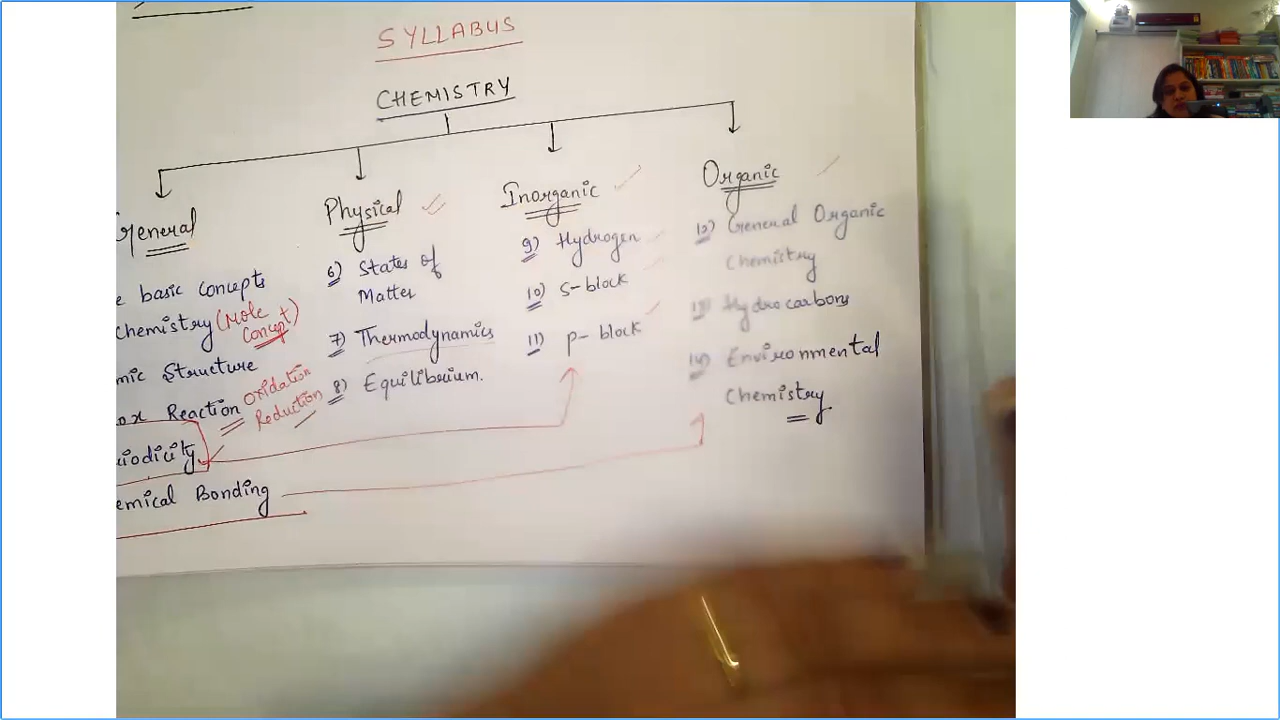 SYLLABUS
CHEMISTRY
General
e basic concepts
chemistry (Mole
Concept)
mic Structure
ox Reaction Oxidation
Reduction
iodicity
emical Bonding
Physical
6) States of
Matter
7) Thermodynamics
8) Equilibrium.
Inorganic
9) Hydrogen
10) S-block
11) p-block
Organic
12) General Organic
Chemistry
13) Hydrocarbons
14) Environmental
Chemistry